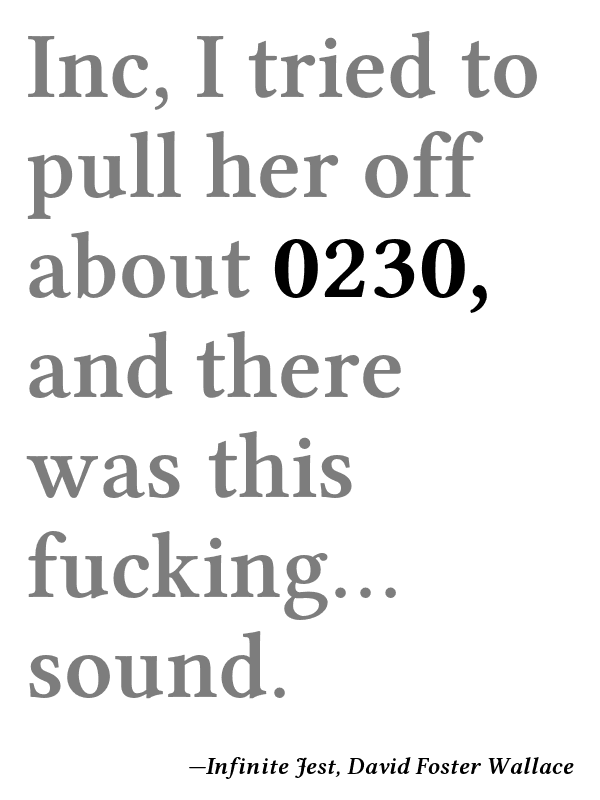 Inc, I tried to
pull her off
about 0230,
and there
was this
fucking…
sound.
—Infinite Jest, David Foster Wallace